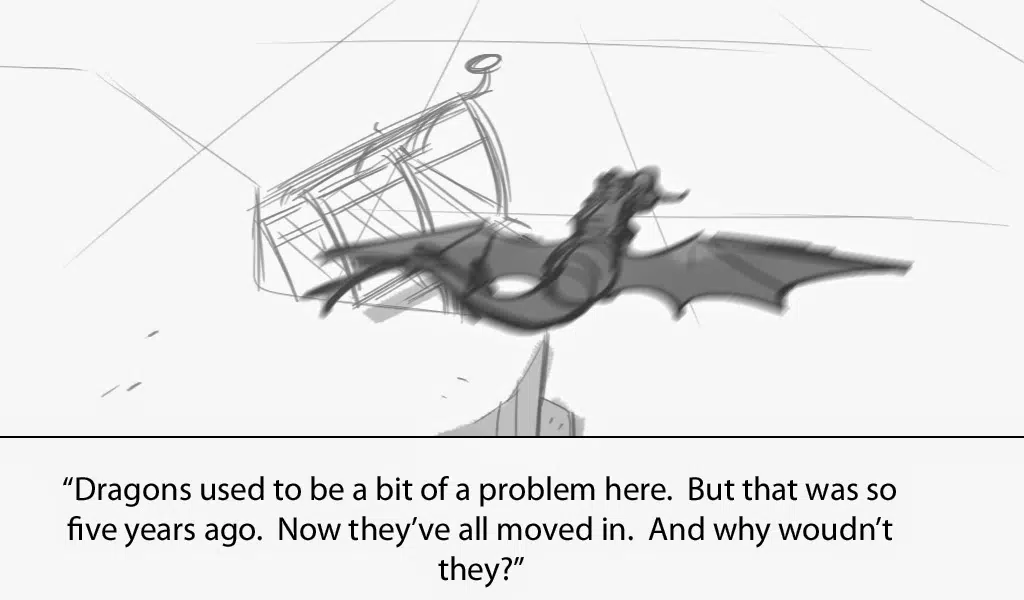 “Dragons used to be a bit of a problem here.  But that was so
five years ago.  Now they’ve all moved in.  And why woudn’t
they?”